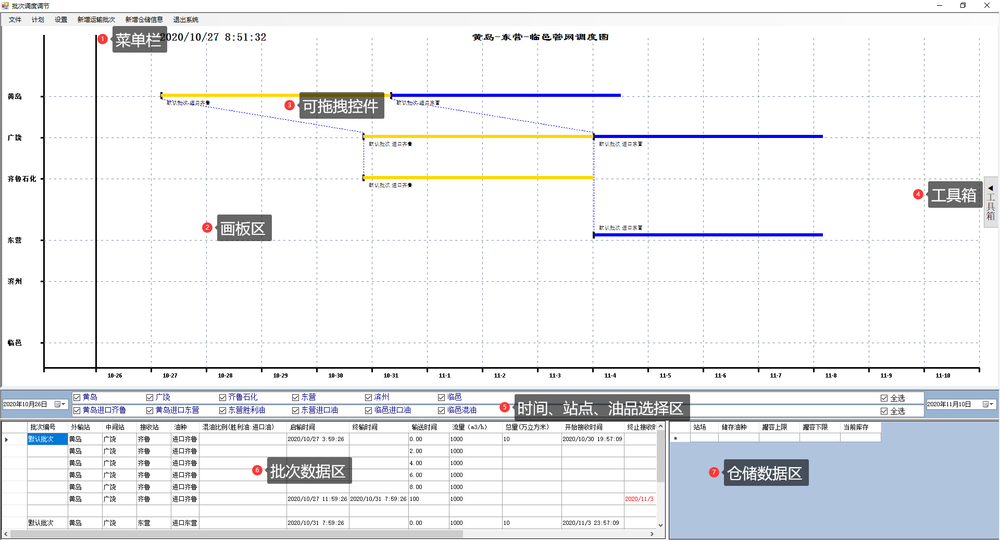 批次调度调节
文件 计划 设置 新增运输批次 新增仓储信息 退出系统
1 菜单栏
2020/10/27 8:51:32
黄岛-东营-临邑管网调度图
黄岛
默认批次 进口齐鲁
3 可拖拽控件
默认批次 进口东营
广饶
默认批次 进口齐鲁
默认批次 进口东营
齐鲁石化
默认批次 进口齐鲁
4 工具箱
工具箱
2 画板区
默认批次 进口东营
东营
滨州
临邑
10-26 10-27 10-28 10-29 10-30 10-31 11-1 11-2 11-3 11-4 11-5 11-6 11-7 11-8 11-9 11-10
2020年10月26日
黄岛 广饶 齐鲁石化 东营 滨州 临邑 全选
黄岛进口齐鲁 黄岛进口东营 东营胜利油 东营进口油 临邑进口油 临邑混油 全选
5 时间、站点、油品选择区
2020年11月10日
批次编号 外输站 中间站 接收站 油种 混油比例(胜利油:进口油) 启输时间 终输时间 输送时间 流量 (m3/h) 总量(万立方米) 开始接收时间 终止接收时
默认批次 黄岛 广饶 齐鲁 进口齐鲁 2020/10/27 3:59:26 0.00 1000 10 2020/10/30 19:57:09
黄岛 广饶 齐鲁 进口齐鲁 2.00 1000
黄岛 广饶 齐鲁 进口齐鲁 4.00 1000
黄岛 广饶 齐鲁 进口齐鲁 6.00 1000
黄岛 广饶 齐鲁 进口齐鲁 8.00 1000
黄岛 广饶 齐鲁 进口齐鲁 2020/10/27 11:59:26 2020/10/31 7:59:26 100 1000 2020/11/3
默认批次 黄岛 广饶 东营 进口东营 2020/10/31 7:59:26 0.00 1000 10 2020/11/3 23:57:09
6 批次数据区
站场 储存油种 罐容上限 罐容下限 当前库存
7 仓储数据区